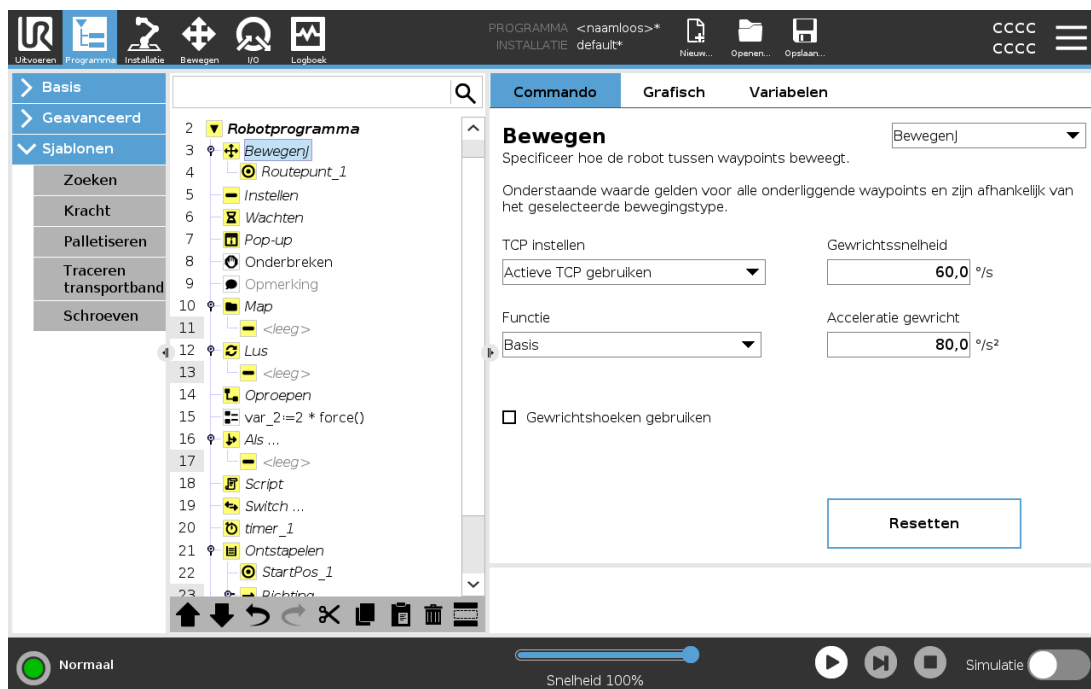 PROGRAMMA <naamloos>*
INSTALLATIE default*
CCCC
CCCC
Uitvoeren Programma Installatie Bewegen I/O Logboek
Nieuw... Openen... Opslaan...
Basis
Geavanceerd
Sjablonen
Zoeken
Kracht
Palletiseren
Traceren
transportband
Schroeven
2 Robotprogramma
3 BewegenJ
4 Routepunt_1
5 Instellen
6 Wachten
7 Pop-up
8 Onderbreken
9 Opmerking
10 Map
11 <leeg>
12 Lus
13 <leeg>
14 Oproepen
15 var_2:=2 * force()
16 Als ...
17 <leeg>
18 Script
19 Switch ...
20 timer_1
21 Ontstapelen
22 StartPos_1
23 Richting
Commando Grafisch Variabelen
Bewegen
BewegenJ
Specificeer hoe de robot tussen waypoints beweegt.
Onderstaande waarde gelden voor alle onderliggende waypoints en zijn afhankelijk van
het geselecteerde bewegingstype.
TCP instellen
Gewrichtssnelheid
Actieve TCP gebruiken
60,0 °/s
Functie
Acceleratie gewricht
Basis
80,0 °/s²
Gewrichtshoeken gebruiken
Resetten
Normaal
Snelheid 100%
Simulatie